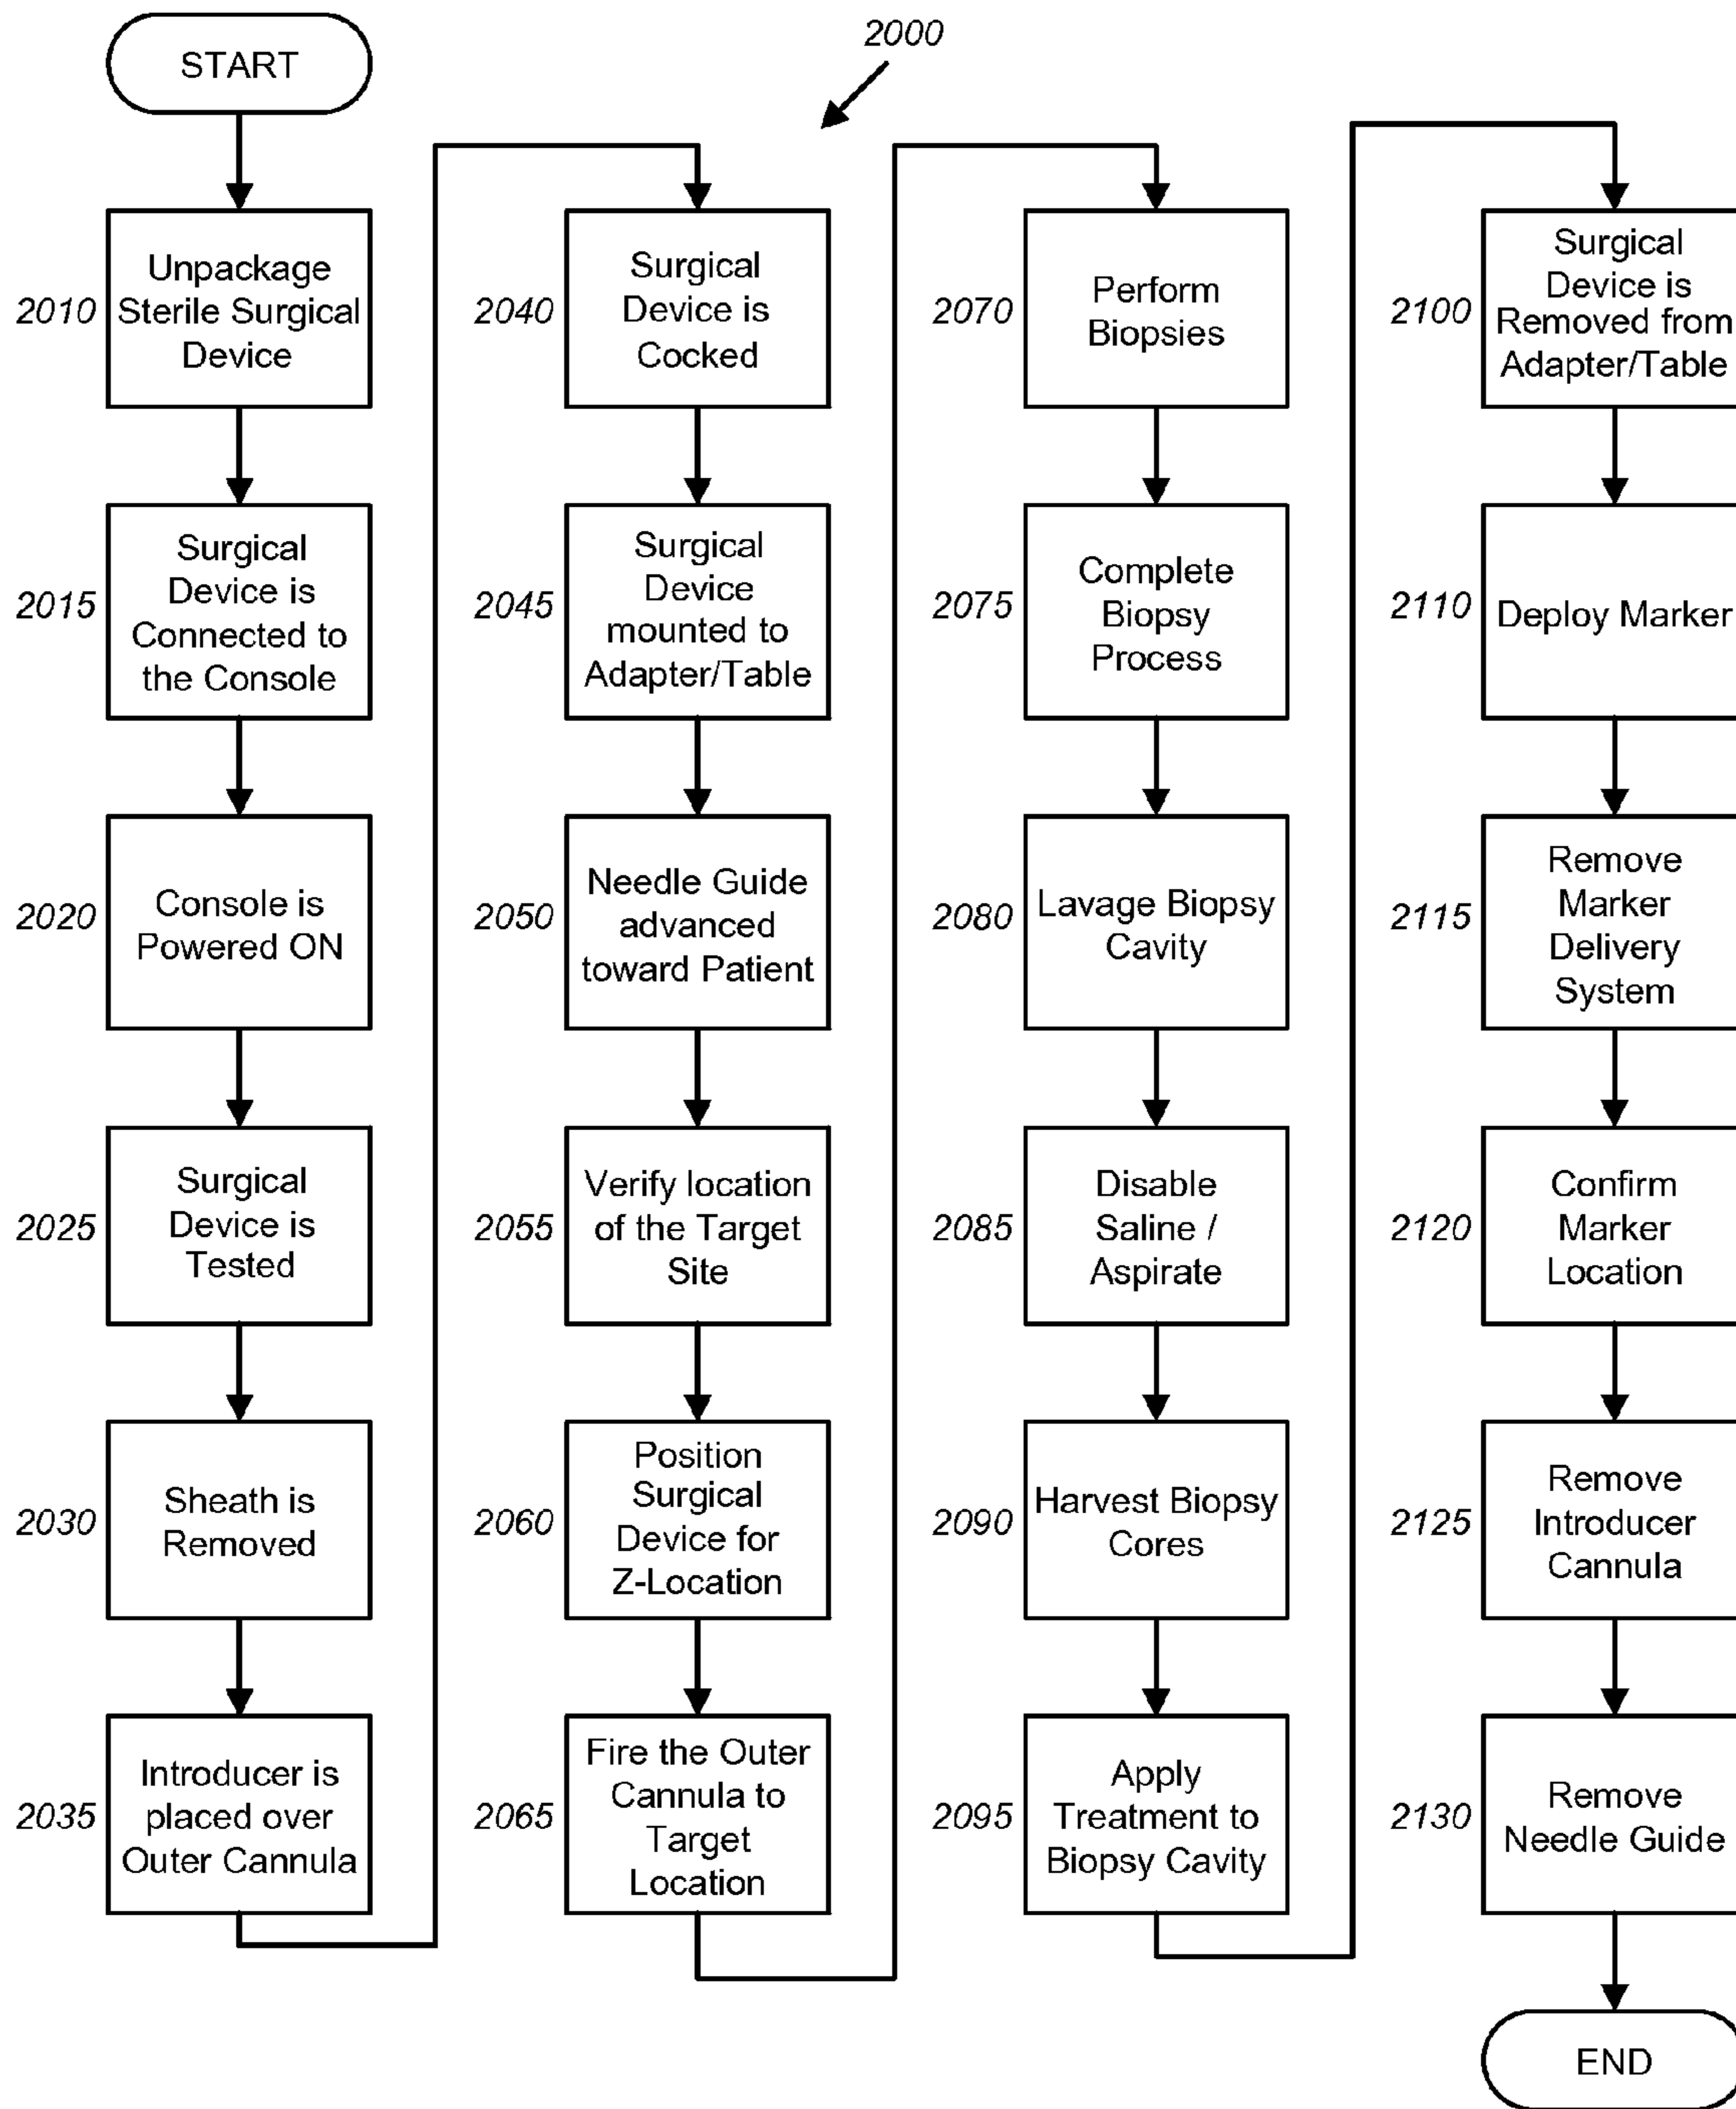 START
2000
2010
Unpackage
Sterile Surgical
Device
2015
Surgical
Device is
Connected to
the Console
2020
Console is
Powered ON
2025
Surgical
Device is
Tested
2030
Sheath is
Removed
2035
Introducer is
placed over
Outer Cannula
2040
Surgical
Device is
Cocked
2045
Surgical
Device
mounted to
Adapter/Table
2050
Needle Guide
advanced
toward Patient
2055
Verify location
of the Target
Site
2060
Position
Surgical
Device for
Z-Location
2065
Fire the Outer
Cannula to
Target
Location
2070
Perform
Biopsies
2075
Complete
Biopsy
Process
2080
Lavage Biopsy
Cavity
2085
Disable
Saline /
Aspirate
2090
Harvest Biopsy
Cores
2095
Apply
Treatment to
Biopsy Cavity
2100
Surgical
Device is
Removed from
Adapter/Table
2110
Deploy Marker
2115
Remove
Marker
Delivery
System
2120
Confirm
Marker
Location
2125
Remove
Introducer
Cannula
2130
Remove
Needle Guide
END